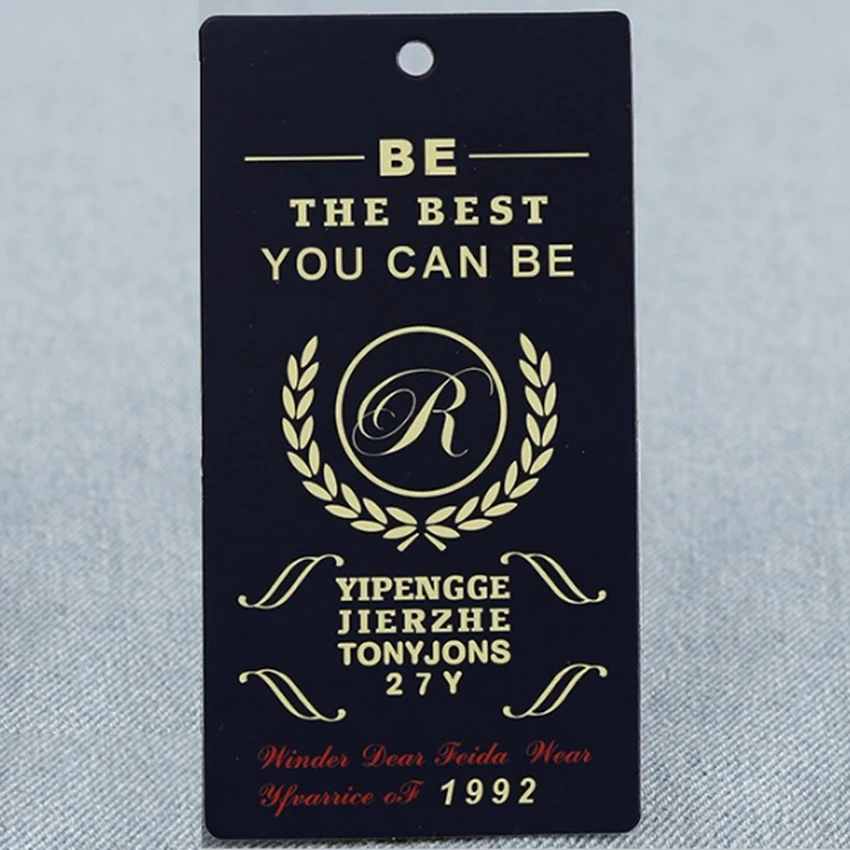 BE
THE BEST
YOU CAN BE
R
YIPENGGE
JIERZHE
TONYJONS
27Y
Winder Dear Feida Wear
Yfvarrice oF 1992